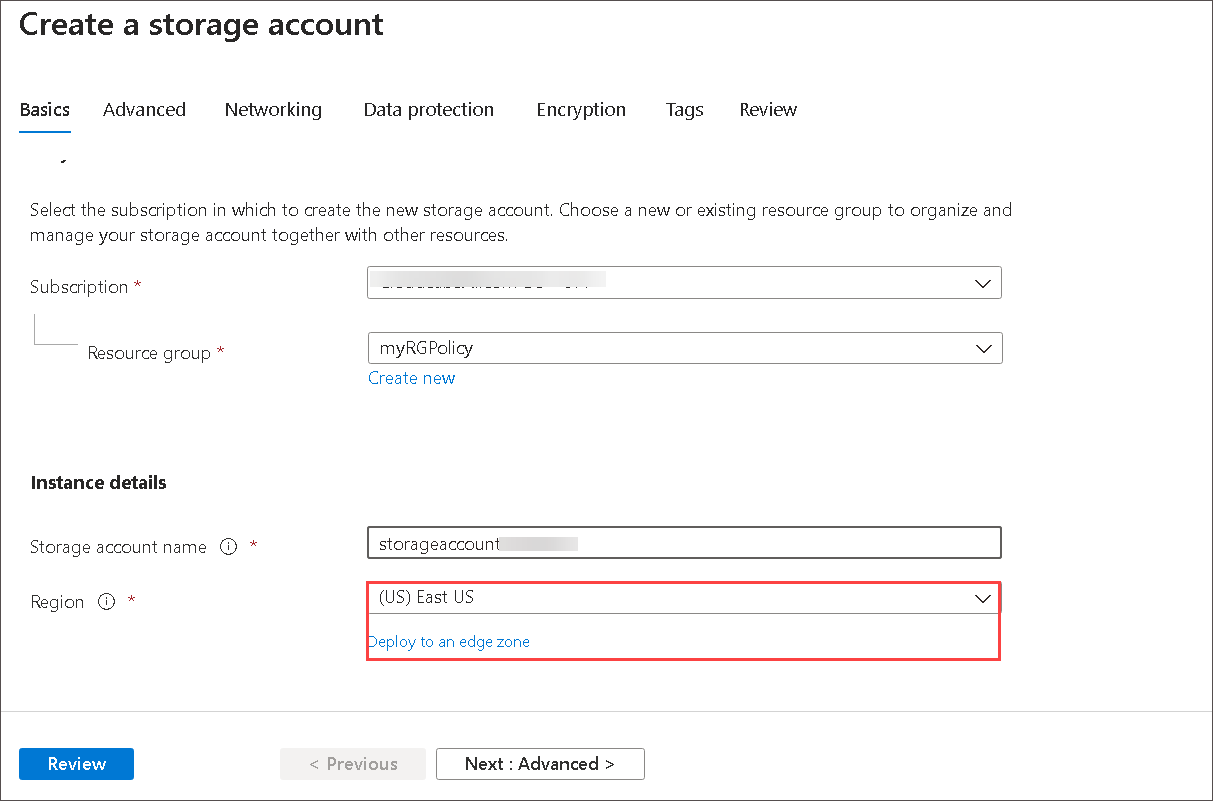 Create a storage account
Basics Advanced Networking Data protection Encryption Tags Review
Select the subscription in which to create the new storage account. Choose a new or existing resource group to organize and
manage your storage account together with other resources.
Subscription *
Resource group * myRGPolicy
Create new
Instance details
Storage account name * storageaccount
Region * (US) East US
Deploy to an edge zone
Review < Previous Next : Advanced >